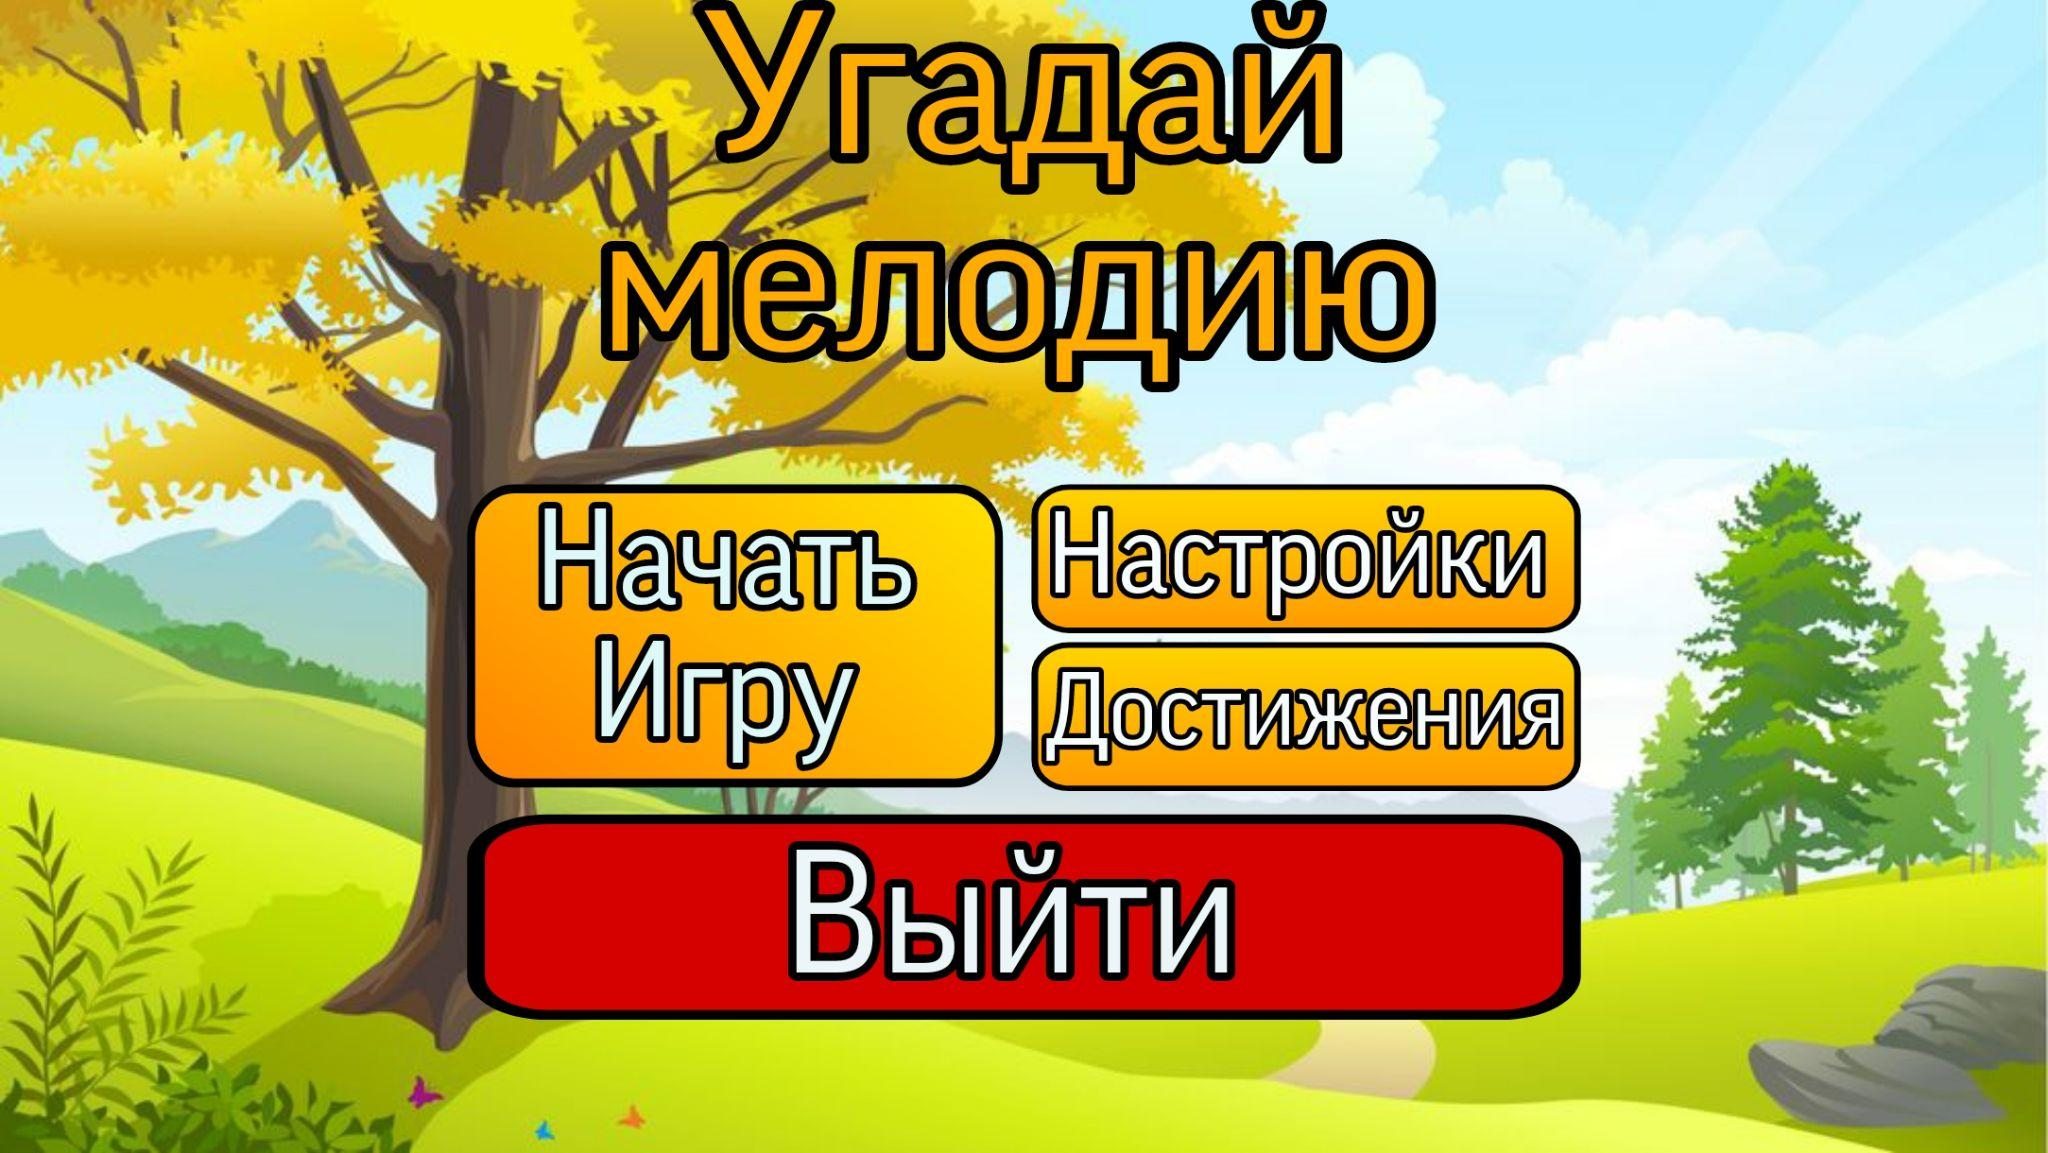 Угадай
мелодию
Начать
Игру
Настройки
Достижения
Выйти